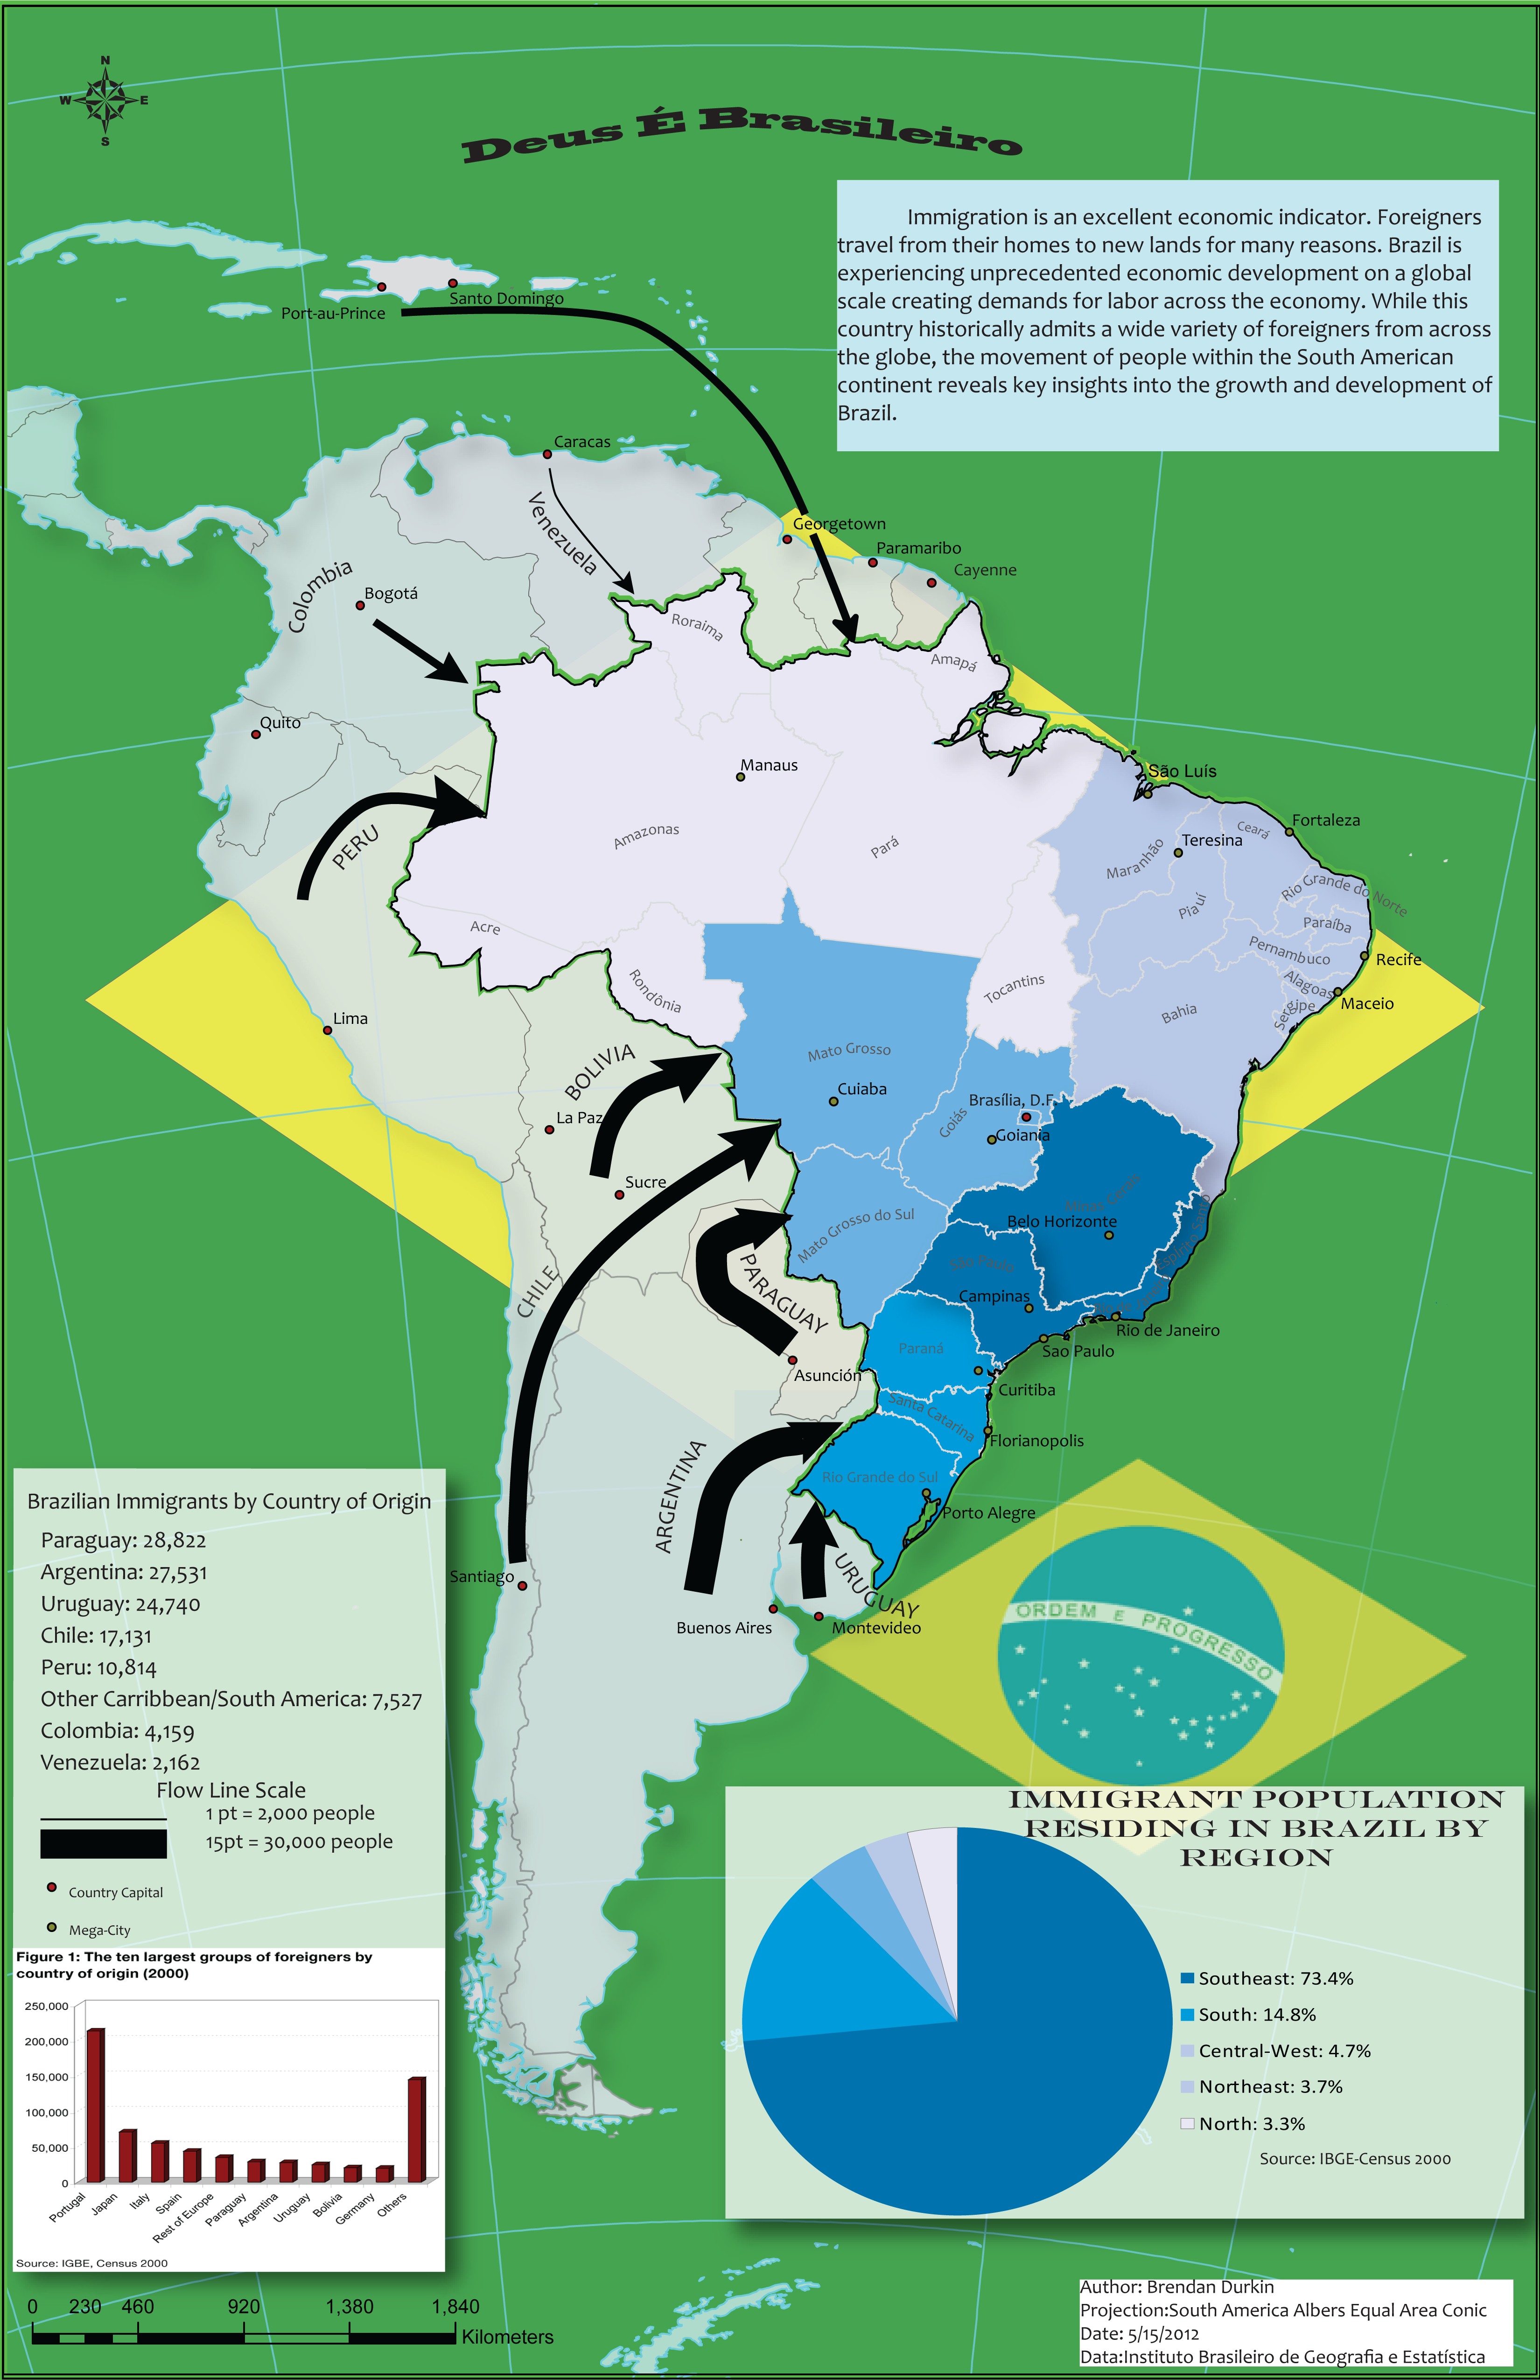 N
W E
S
Deus É Brasileiro
Immigration is an excellent economic indicator. Foreigners
travel from their homes to new lands for many reasons. Brazil is
experiencing unprecedented economic development on a global
scale creating demands for labor across the economy. While this
country historically admits a wide variety of foreigners from across
the globe, the movement of people within the South American
continent reveals key insights into the growth and development of
Brazil.
Santo Domingo
Port-au-Prince
Caracas
Venezuela
Georgetown
Paramaribo
Cayenne
Colombia
Bogotá
Roraima
Amapá
Quito
Manaus
São Luís
Fortaleza
Ceará
Teresina
Maranhão
PERU
Amazonas
Pará
Rio Grande do Norte
Piauí
Paraíba
Acre
Pernambuco
Recife
Rondônia
Tocantins
Alagoas
Maceio
Sergipe
Bahia
Lima
Mato Grosso
BOLIVIA
Cuiaba
Brasília, D.F.
Goiás
La Paz
Goiania
Sucre
Minas Gerais
Belo Horizonte
Mato Grosso do Sul
Espírito Santo
São Paulo
CHILE
PARAGUAY
Campinas
Rio de Janeiro
Rio de Janeiro
Sao Paulo
Paraná
Asunción
Curitiba
Santa Catarina
Florianopolis
ARGENTINA
Rio Grande do Sul
Porto Alegre
Santiago
URUGUAY
Buenos Aires
Montevideo
ORDEM E PROGRESSO
Brazilian Immigrants by Country of Origin
Paraguay: 28,822
Argentina: 27,531
Uruguay: 24,740
Chile: 17,131
Peru: 10,814
Other Carribbean/South America: 7,527
Colombia: 4,159
Venezuela: 2,162
Flow Line Scale
1 pt = 2,000 people
15pt = 30,000 people
Country Capital
Mega-City
Figure 1: The ten largest groups of foreigners by
country of origin (2000)
250,000
200,000
150,000
100,000
50,000
0
Portugal
Japan
Italy
Spain
Rest of Europe
Paraguay
Argentina
Uruguay
Bolivia
Germany
Others
Source: IGBE, Census 2000
IMMIGRANT POPULATION
RESIDING IN BRAZIL BY
REGION
Southeast: 73.4%
South: 14.8%
Central-West: 4.7%
Northeast: 3.7%
North: 3.3%
Source: IBGE-Census 2000
0 230 460 920 1,380 1,840
Kilometers
Author: Brendan Durkin
Projection:South America Albers Equal Area Conic
Date: 5/15/2012
Data:Instituto Brasileiro de Geografia e Estatística